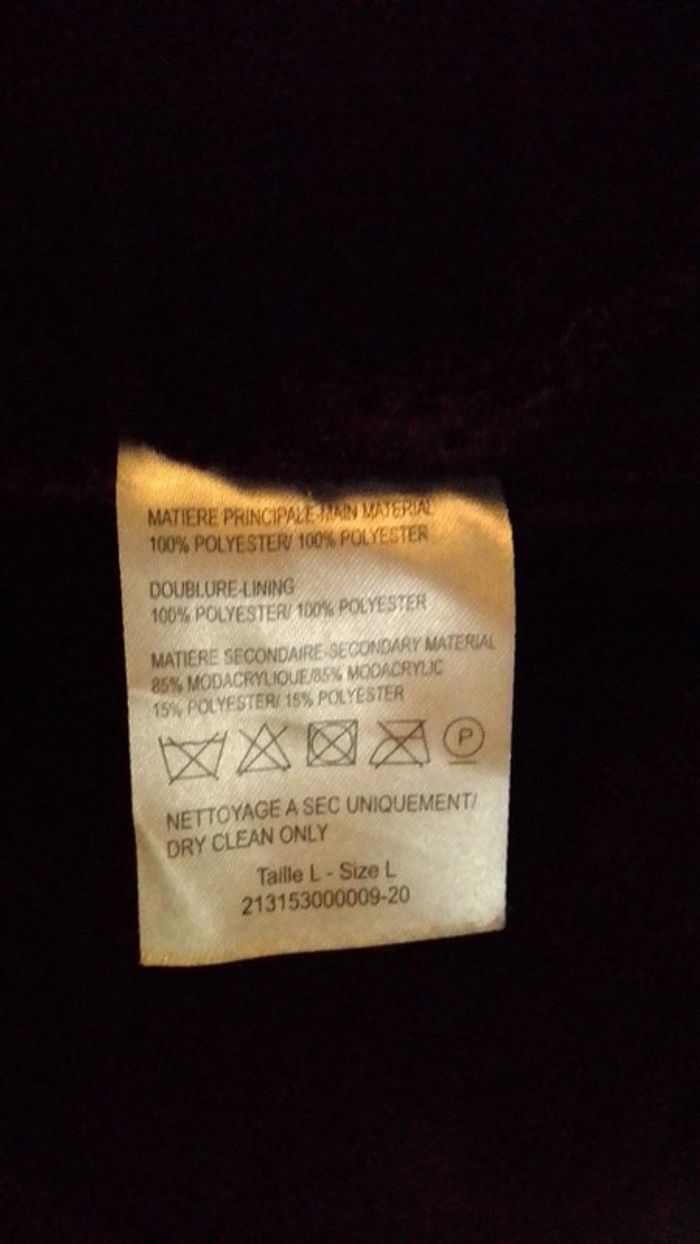 MATIERE PRINCIPALE-MAIN MATERIAL
100% POLYESTER/ 100% POLYESTER
DOUBLURE-LINING
100% POLYESTER/ 100% POLYESTER
MATIERE SECONDAIRE-SECONDARY MATERIAL
85% MODACRYLIQUE/85% MODACRYLIC
15% POLYESTER/ 15% POLYESTER
P
NETTOYAGE A SEC UNIQUEMENT/
DRY CLEAN ONLY
Taille L - Size L
213153000009-20